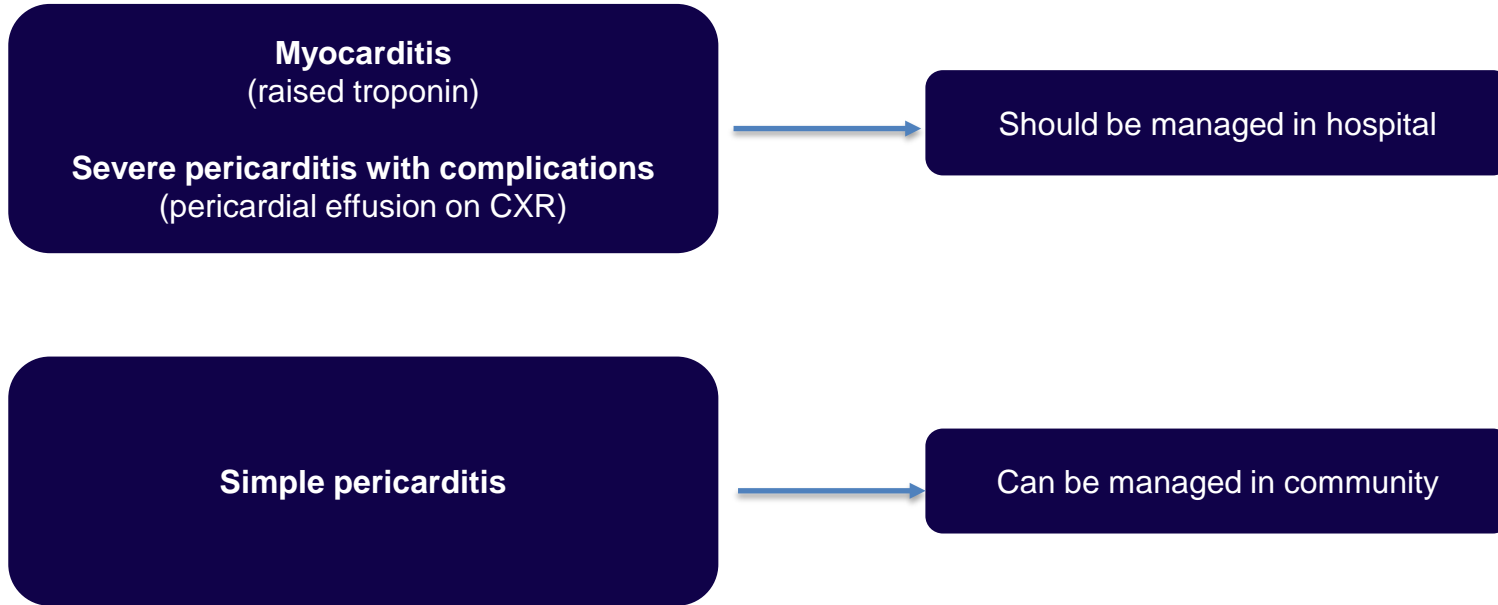 Myocarditis
(raised troponin)
Severe pericarditis with complications
(pericardial effusion on CXR)
Should be managed in hospital
Simple pericarditis
Can be managed in community